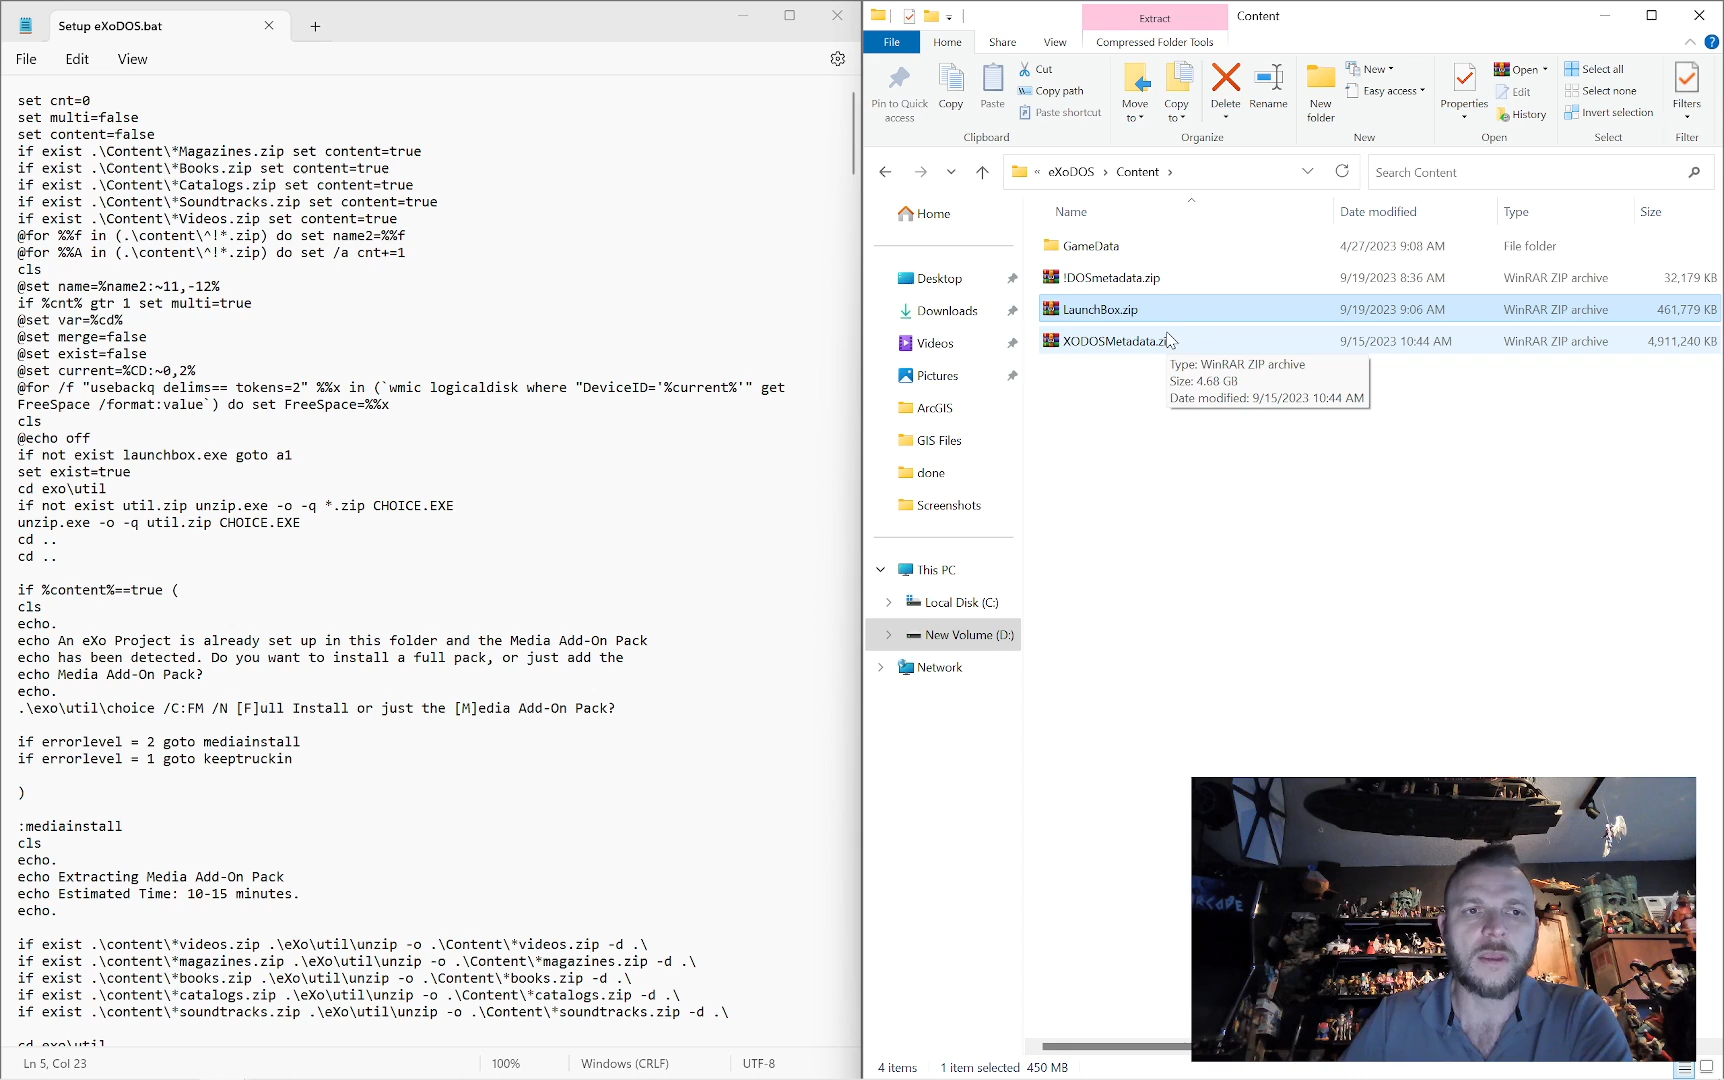 Setup eXoDOS.bat
File Edit View
set cnt=0
set multi=false
set content=false
if exist .\Content\*Magazines.zip set content=true
if exist .\Content\*Books.zip set content=true
if exist .\Content\*Catalogs.zip set content=true
if exist .\Content\*Soundtracks.zip set content=true
if exist .\Content\*Videos.zip set content=true
@for %%f in (.\content\^!*.zip) do set name2=%%f
@for %%A in (.\content\^!*.zip) do set /a cnt+=1
cls
@set name=%name2:~11,-12%
if %cnt% gtr 1 set multi=true
@set var=%cd%
@set merge=false
@set exist=false
@set current=%CD:~0,2%
@for /f "usebackq delims== tokens=2" %%x in (`wmic logicaldisk where "DeviceID='%current%'" get
FreeSpace /format:value`) do set FreeSpace=%%x
cls
@echo off
if not exist launchbox.exe goto a1
set exist=true
cd exo\util
if not exist util.zip unzip.exe -o -q *.zip CHOICE.EXE
unzip.exe -o -q util.zip CHOICE.EXE
cd ..
cd ..
if %content%==true (
cls
echo.
echo An eXo Project is already set up in this folder and the Media Add-On Pack
echo has been detected. Do you want to install a full pack, or just add the
echo Media Add-On Pack?
echo.
.\exo\util\choice /C:FM /N [F]ull Install or just the [M]edia Add-On Pack?
if errorlevel = 2 goto mediainstall
if errorlevel = 1 goto keeptruckin
)
:mediainstall
cls
echo.
echo Extracting Media Add-On Pack
echo Estimated Time: 10-15 minutes.
echo.
if exist .\content\*videos.zip .\eXo\util\unzip -o .\Content\*videos.zip -d .\
if exist .\content\*magazines.zip .\eXo\util\unzip -o .\Content\*magazines.zip -d .\
if exist .\content\*books.zip .\eXo\util\unzip -o .\Content\*books.zip -d .\
if exist .\content\*catalogs.zip .\eXo\util\unzip -o .\Content\*catalogs.zip -d .\
if exist .\content\*soundtracks.zip .\eXo\util\unzip -o .\Content\*soundtracks.zip -d .\
cd exo\util
Ln 5, Col 23 100% Windows (CRLF) UTF-8
Extract Content
File Home Share View Compressed Folder Tools
Pin to Quick access
Copy
Paste
Cut
Copy path
Paste shortcut
Clipboard
Move to
Copy to
Delete
Rename
Organize
New folder
New
Easy access
New
Properties
Open
Edit
History
Open
Select all
Select none
Invert selection
Select
Filters
Filter
« eXoDOS › Content ›
Search Content
Name Date modified Type Size
GameData 4/27/2023 9:08 AM File folder
!DOSmetadata.zip 9/19/2023 8:36 AM WinRAR ZIP archive 32,179 KB
LaunchBox.zip 9/19/2023 9:06 AM WinRAR ZIP archive 461,779 KB
XODOSMetadata.zip 9/15/2023 10:44 AM WinRAR ZIP archive 4,911,240 KB
Type: WinRAR ZIP archive
Size: 4.68 GB
Date modified: 9/15/2023 10:44 AM
Home
Desktop
Downloads
Videos
Pictures
ArcGIS
GIS Files
done
Screenshots
This PC
Local Disk (C:)
New Volume (D:)
Network
4 items 1 item selected 450 MB